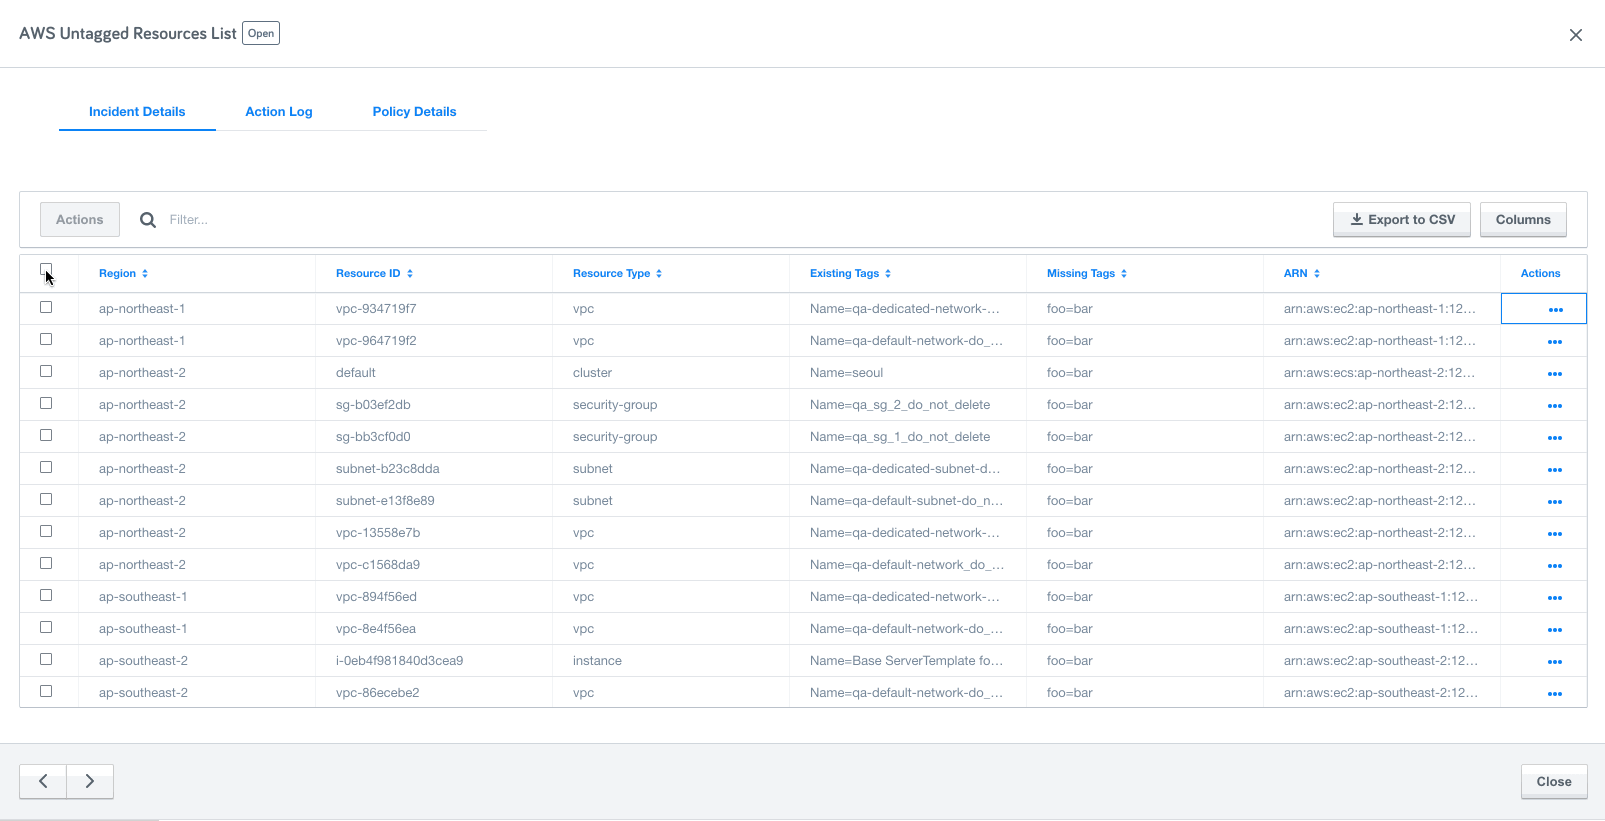 AWS Untagged Resources List Open
Incident Details Action Log Policy Details
Actions Filter... Export to CSV Columns
Region Resource ID Resource Type Existing Tags Missing Tags ARN Actions
ap-northeast-1 vpc-934719f7 vpc Name=qa-dedicated-network-... foo=bar arn:aws:ec2:ap-northeast-1:12...
ap-northeast-1 vpc-964719f2 vpc Name=qa-default-network-do_... foo=bar arn:aws:ec2:ap-northeast-1:12...
ap-northeast-2 default cluster Name=seoul foo=bar arn:aws:ecs:ap-northeast-2:12...
ap-northeast-2 sg-b03ef2db security-group Name=qa_sg_2_do_not_delete foo=bar arn:aws:ec2:ap-northeast-2:12...
ap-northeast-2 sg-bb3cf0d0 security-group Name=qa_sg_1_do_not_delete foo=bar arn:aws:ec2:ap-northeast-2:12...
ap-northeast-2 subnet-b23c8dda subnet Name=qa-dedicated-subnet-d... foo=bar arn:aws:ec2:ap-northeast-2:12...
ap-northeast-2 subnet-e13f8e89 subnet Name=qa-default-subnet-do_n... foo=bar arn:aws:ec2:ap-northeast-2:12...
ap-northeast-2 vpc-13558e7b vpc Name=qa-dedicated-network-... foo=bar arn:aws:ec2:ap-northeast-2:12...
ap-northeast-2 vpc-c1568da9 vpc Name=qa-default-network_do_... foo=bar arn:aws:ec2:ap-northeast-2:12...
ap-southeast-1 vpc-894f56ed vpc Name=qa-dedicated-network-... foo=bar arn:aws:ec2:ap-southeast-1:12...
ap-southeast-1 vpc-8e4f56ea vpc Name=qa-default-network-do_... foo=bar arn:aws:ec2:ap-southeast-1:12...
ap-southeast-2 i-0eb4f981840d3cea9 instance Name=Base ServerTemplate fo... foo=bar arn:aws:ec2:ap-southeast-2:12...
ap-southeast-2 vpc-86ecebe2 vpc Name=qa-default-network-do_... foo=bar arn:aws:ec2:ap-southeast-2:12...
Close